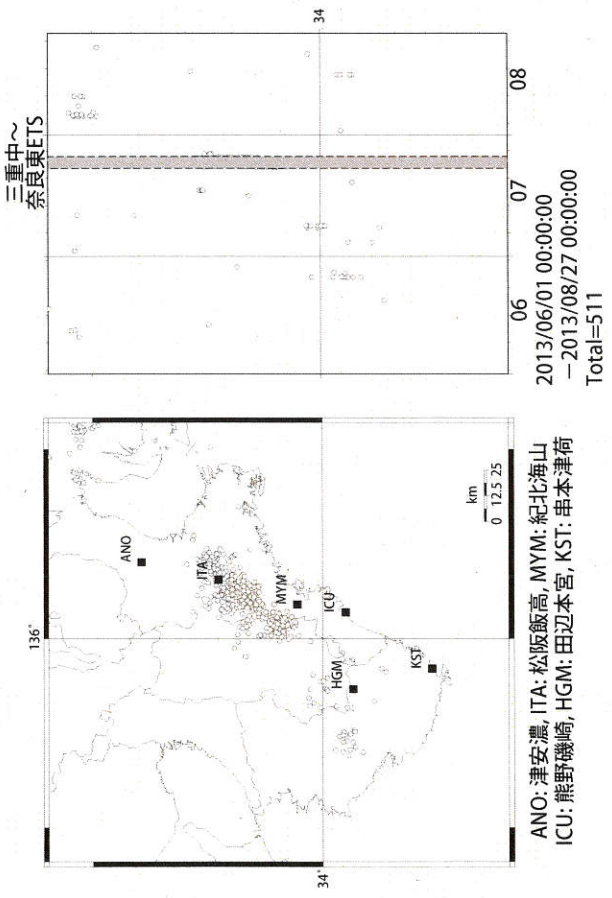 136°
34°
ANO
ITA
MYM
ICU
HGM
KST
km
0 12.5 25
ANO: 津安濃, ITA: 松阪飯高, MYM: 紀北海山
ICU: 熊野磯崎, HGM: 田辺本宮, KST: 串本津荷
三重中～
奈良東ETS
34
06
07
08
2013/06/01 00:00:00
－2013/08/27 00:00:00
Total=511